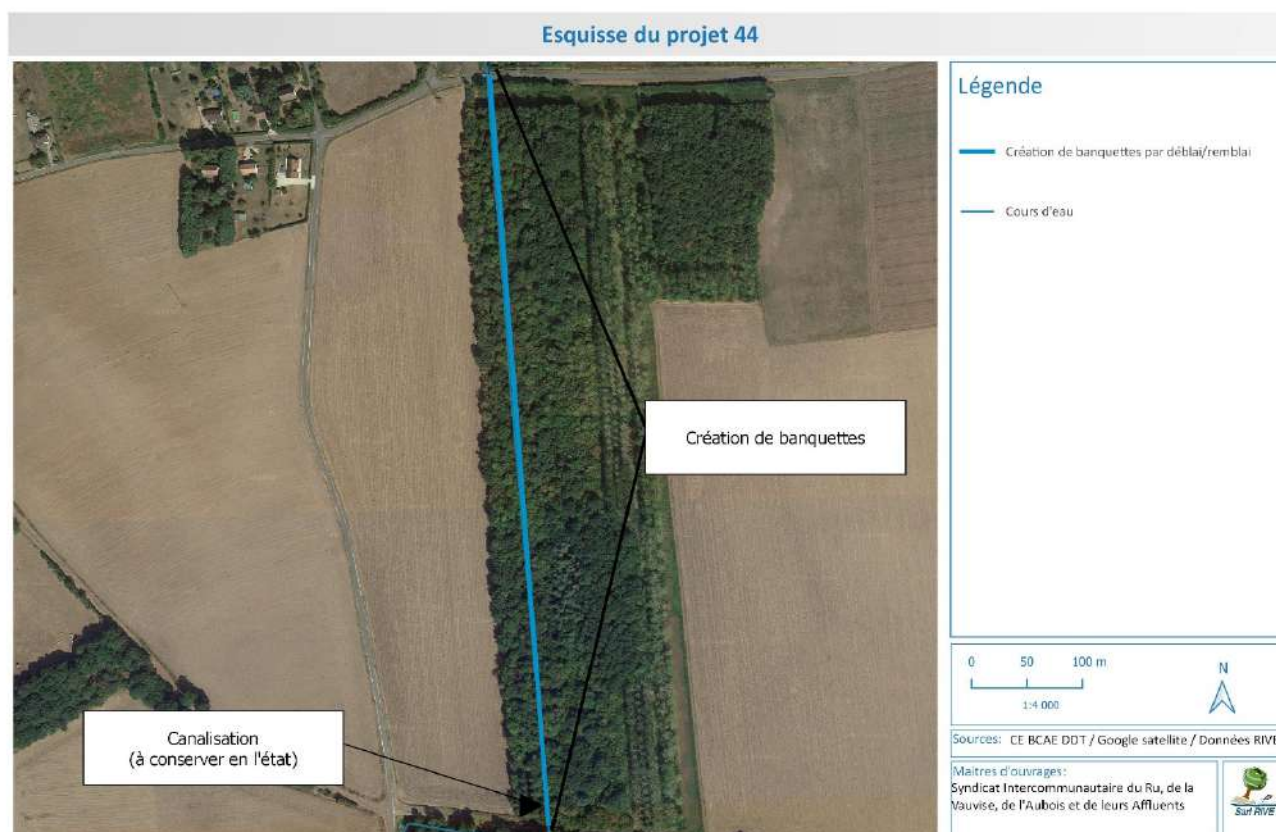 Esquisse du projet 44
Légende
Création de banquettes par déblai/remblai
Cours d'eau
Création de banquettes
Canalisation
(à conserver en l'état)
0 50 100 m
N
1:4 000
Sources: CE BCAE DDT / Google satellite / Données RIVE
Maitres d'ouvrages:
Syndicat Intercommunautaire du Ru, de la
Vauvise, de l'Aubois et de leurs Affluents